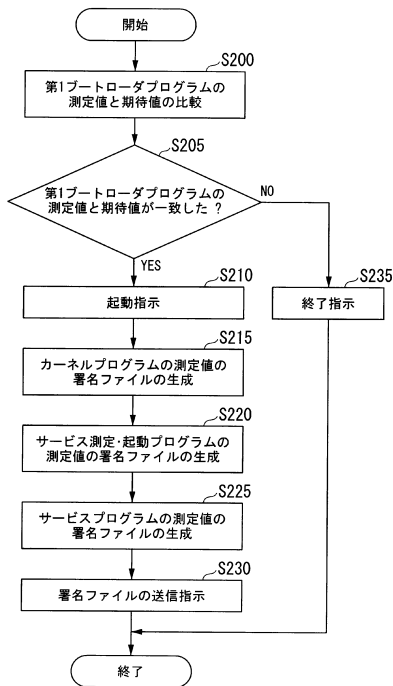 開始
S200
第1ブートローダプログラムの
測定値と期待値の比較
S205
第1ブートローダプログラムの
測定値と期待値が一致した ?
NO
YES
S210
起動指示
S235
終了指示
S215
カーネルプログラムの測定値の
署名ファイルの生成
S220
サービス測定・起動プログラムの
測定値の署名ファイルの生成
S225
サービスプログラムの測定値の
署名ファイルの生成
S230
署名ファイルの送信指示
終了